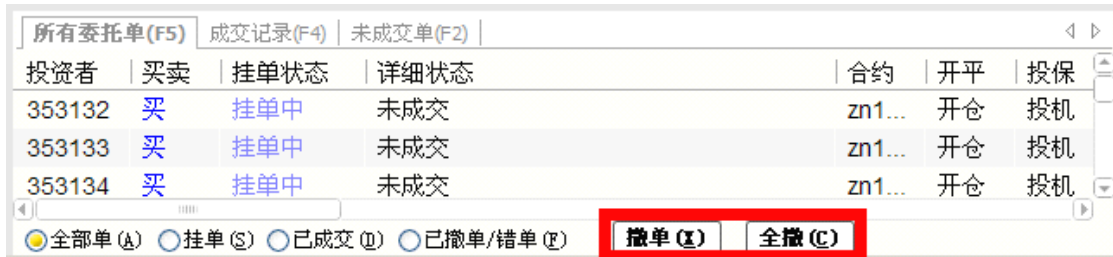 所有委托单(F5) 成交记录(F4) 未成交单(F2)
投资者 买卖 挂单状态 详细状态 合约 开平 投保
353132 买 挂单中 未成交 zn1... 开仓 投机
353133 买 挂单中 未成交 zn1... 开仓 投机
353134 买 挂单中 未成交 zn1... 开仓 投机
全部单(A) 挂单(S) 已成交(D) 已撤单/错单(F) 撤单(X) 全撤(C)